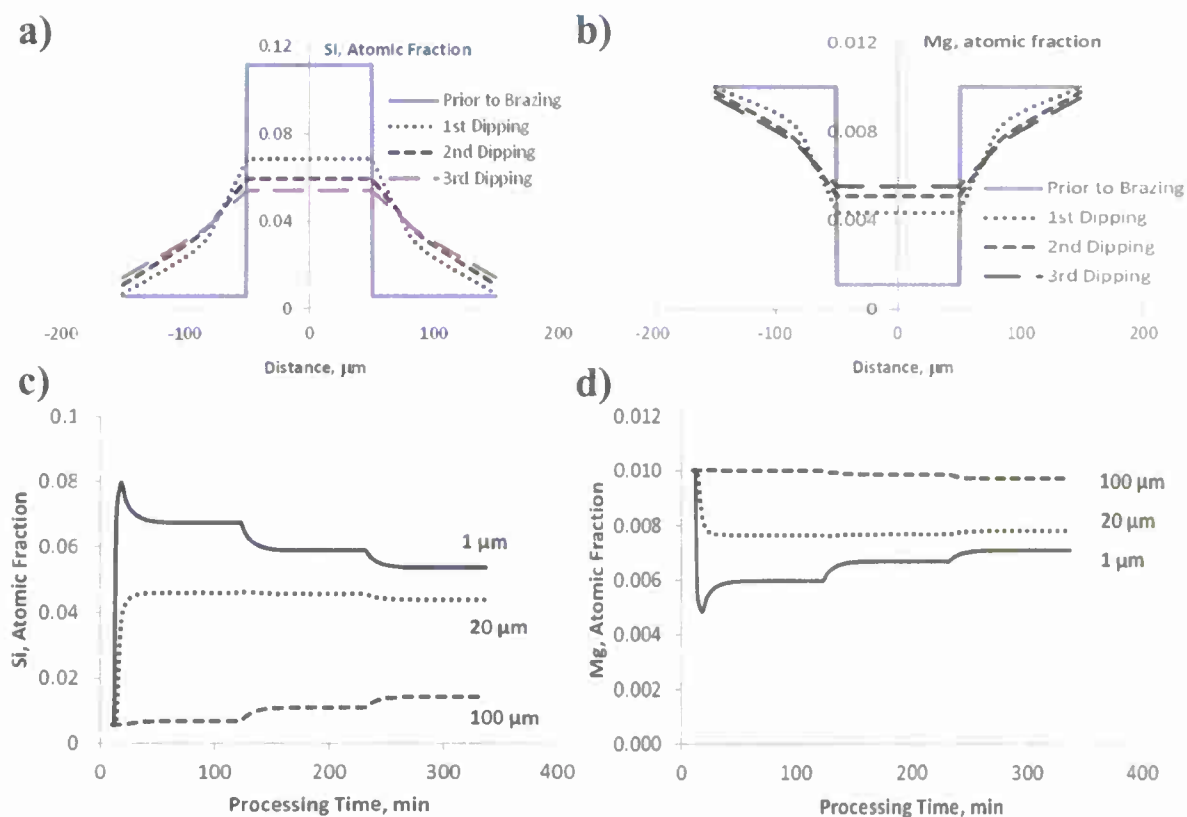 a)
0.12
Si, Atomic Fraction
Prior to Brazing
1st Dipping
2nd Dipping
3rd Dipping
0.08
0.04
0
-200
-100
0
100
200
Distance, µm
b)
0.012
Mg, atomic fraction
0.008
0.004
Prior to Brazing
1st Dipping
2nd Dipping
3rd Dipping
0
-200
-100
0
100
200
Distance, µm
c)
0.1
0.08
0.06
0.04
0.02
0
Si, Atomic Fraction
1 µm
20 µm
100 µm
0
100
200
300
400
Processing Time, min
d)
0.012
0.010
0.008
0.006
0.004
0.002
0.000
Mg, Atomic Fraction
100 µm
20 µm
1 µm
0
100
200
300
400
Processing Time, min